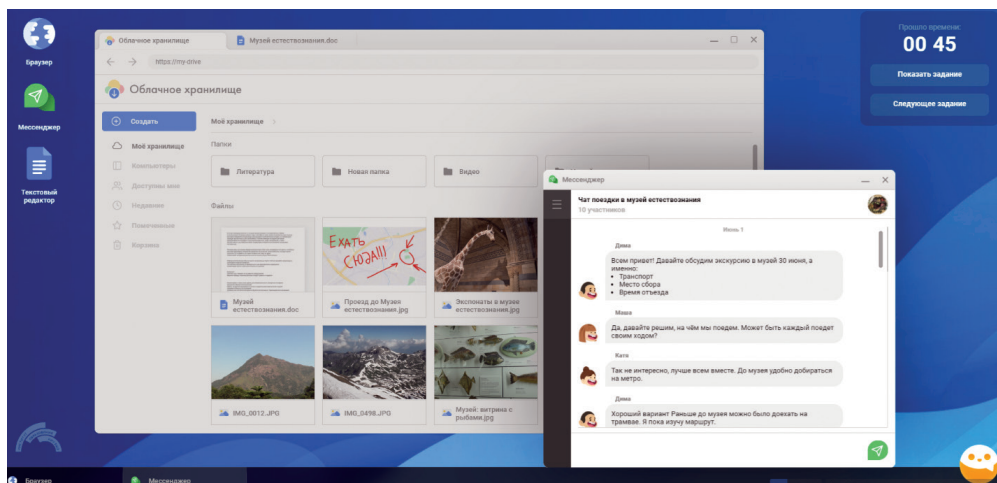 Браузер
Мессенджер
Текстовый
редактор
Облачное хранилище
Музей естествознания.doc
https://my-drive
Облачное хранилище
Создать
Моё хранилище
Компьютеры
Доступны мне
Недавние
Помеченные
Корзина
Моё хранилище
Папки
Литература
Новая папка
Видео
Файлы
Музей
естествознания.doc
ЕХАТЬ
СЮДА!!!
Проезд до Музея
естествознания.jpg
Экспонаты в музее
естествознания.jpg
IMG_0012.JPG
IMG_0498.JPG
Музей: витрина с
рыбами.jpg
Прошло времени:
00 45
Показать задание
Следующее задание
Мессенджер
Чат поездки в музей естествознания
10 участников
Июнь 1
Дима
Всем привет! Давайте обсудим экскурсию в музей 30 июня, а
именно:
• Транспорт
• Место сбора
• Время отъезда
Маша
Да, давайте решим, на чём мы поедем. Может быть каждый поедет
своим ходом?
Катя
Так не интересно, лучше всем вместе. До музея удобно добираться
на метро.
Дима
Хороший вариант Раньше до музея можно было доехать на
трамвае. Я пока изучу маршрут.
Браузер
Мессенджер